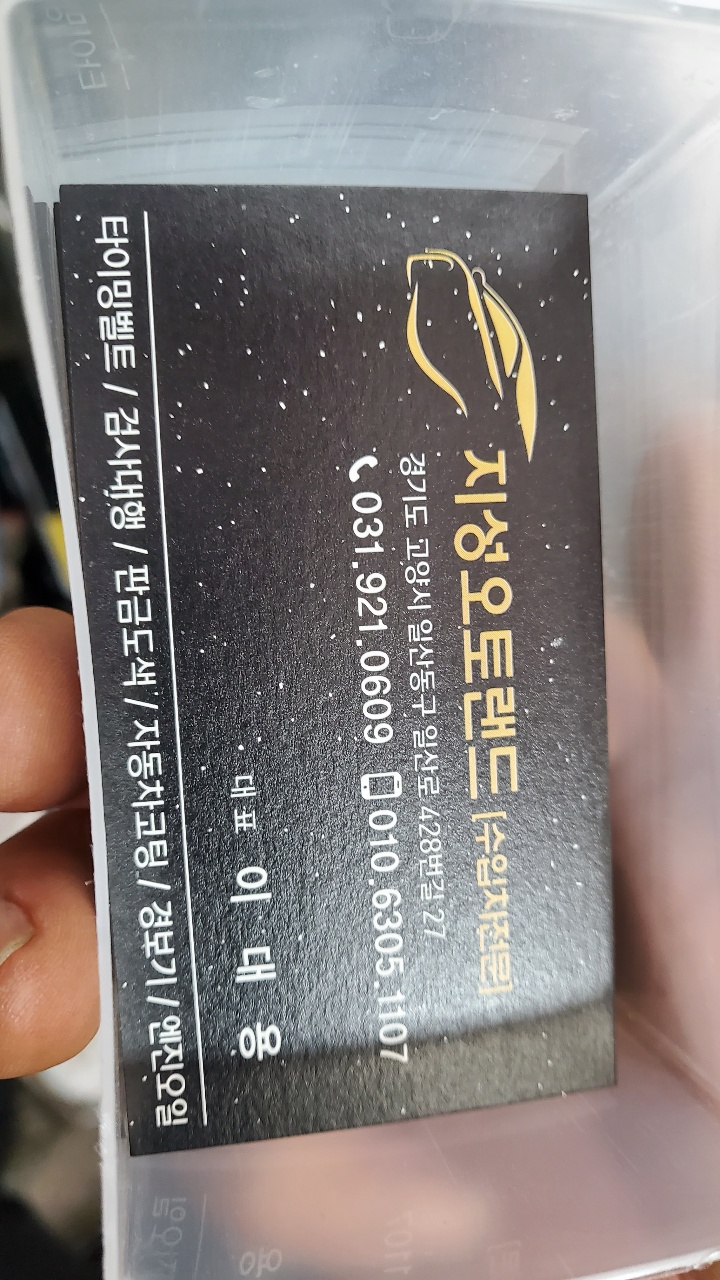 지성오토랜드 [수입차전문]
경기도 고양시 일산동구 일산로 428번길 27
031.921.0609 010.6305.1107
대표 이 대 용
타이밍벨트 / 검사대행 / 판금도색 / 자동차코팅 / 경보기 / 엔진오일